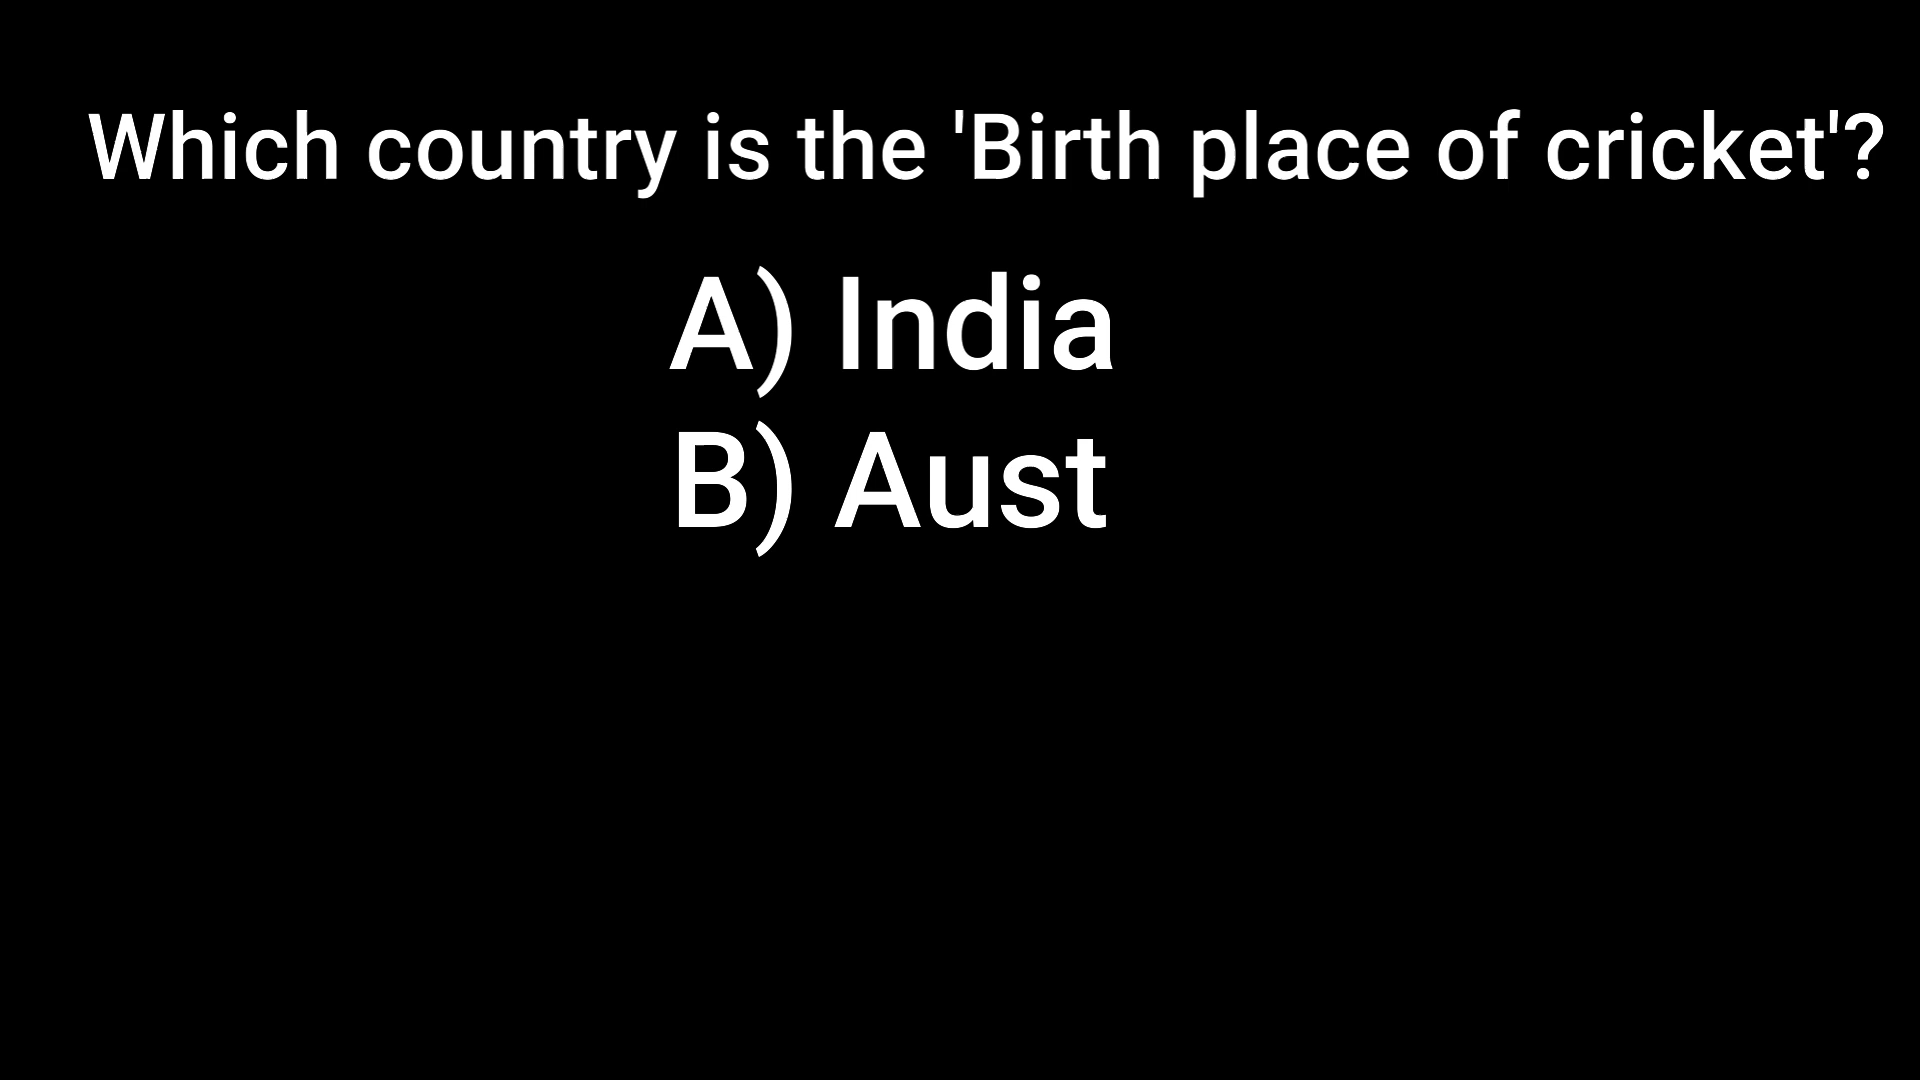 Which country is the 'Birth place of cricket'?
A) India
B) Aust